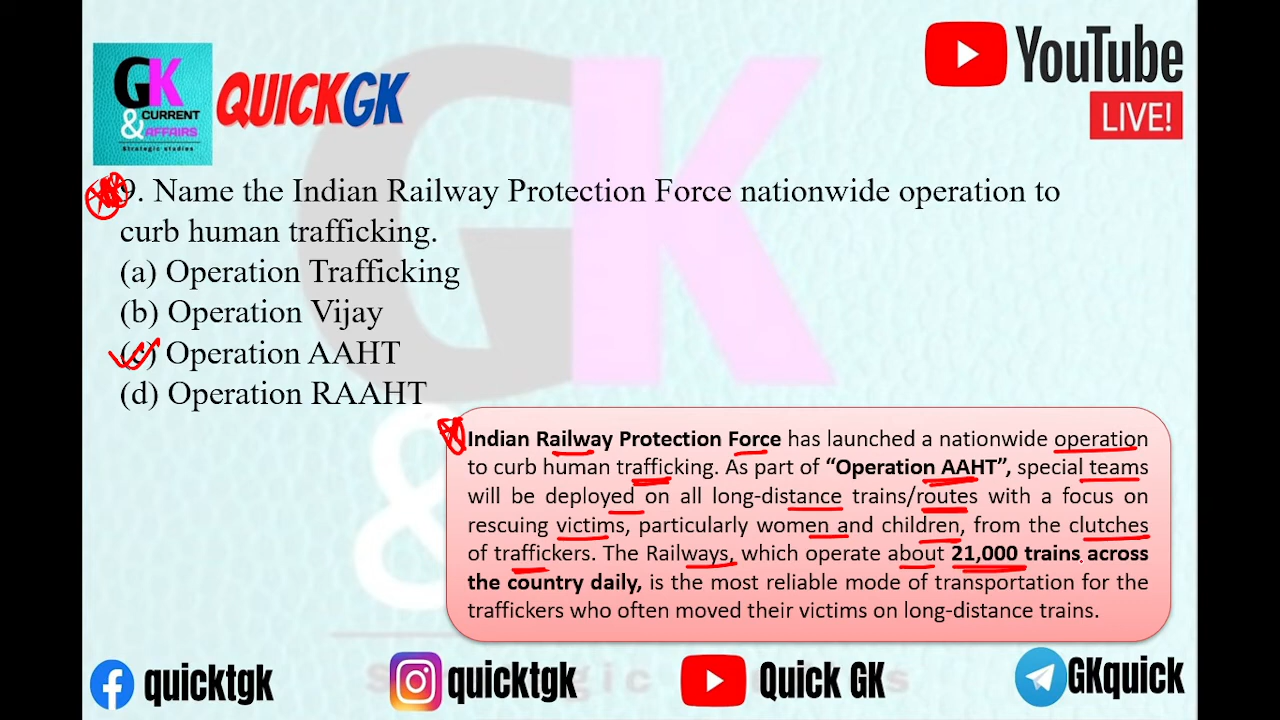 GK
CURRENT
& AFFAIRS
Strategic studies
QUICKGK
YouTube
LIVE!
9. Name the Indian Railway Protection Force nationwide operation to
curb human trafficking.
(a) Operation Trafficking
(b) Operation Vijay
(c) Operation AAHT
(d) Operation RAAHT
Indian Railway Protection Force has launched a nationwide operation
to curb human trafficking. As part of “Operation AAHT”, special teams
will be deployed on all long-distance trains/routes with a focus on
rescuing victims, particularly women and children, from the clutches
of traffickers. The Railways, which operate about 21,000 trains across
the country daily, is the most reliable mode of transportation for the
traffickers who often moved their victims on long-distance trains.
quicktgk
quicktgk
Quick GK
GKquick